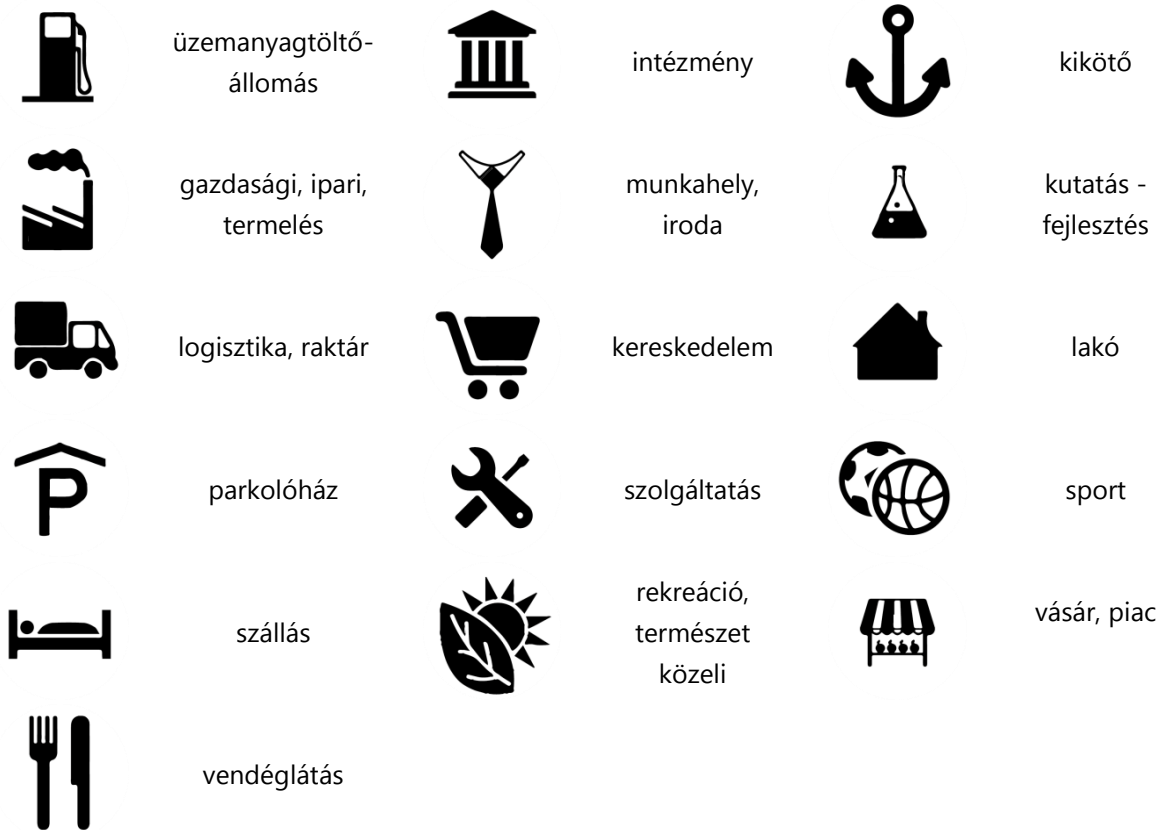 üzemanyagtöltő-
állomás
intézmény
kikötő
gazdasági, ipari,
termelés
munkahely,
iroda
kutatás -
fejlesztés
logisztika, raktár
kereskedelem
lakó
P
parkolóház
szolgáltatás
sport
szállás
rekreáció,
természet
közeli
vásár, piac
vendéglátás